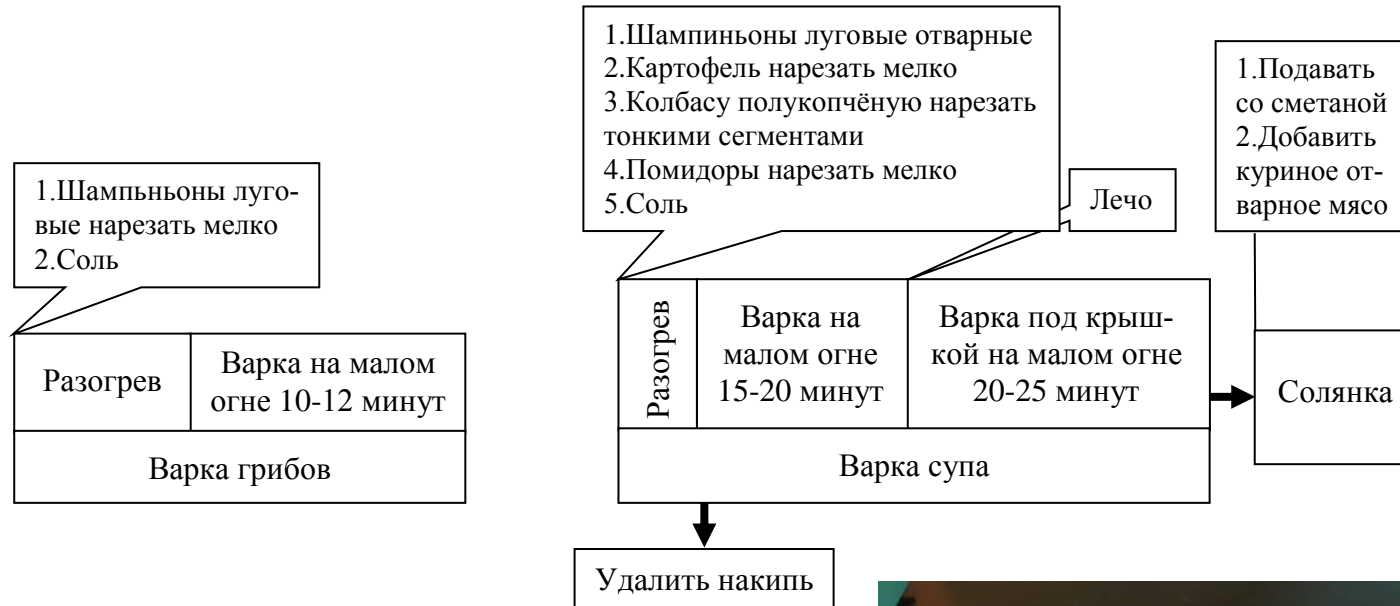 1.Шампьньоны луго-
вые нарезать мелко
2.Соль
Разогрев
Варка на малом
огне 10-12 минут
Варка грибов
1.Шампиньоны луговые отварные
2.Картофель нарезать мелко
3.Колбасу полукопчёную нарезать
тонкими сегментами
4.Помидоры нарезать мелко
5.Соль
Лечо
Разогрев
Варка на
малом огне
15-20 минут
Варка под крыш-
кой на малом огне
20-25 минут
Варка супа
Удалить накипь
1.Подавать
со сметаной
2.Добавить
куриное от-
варное мясо
Солянка